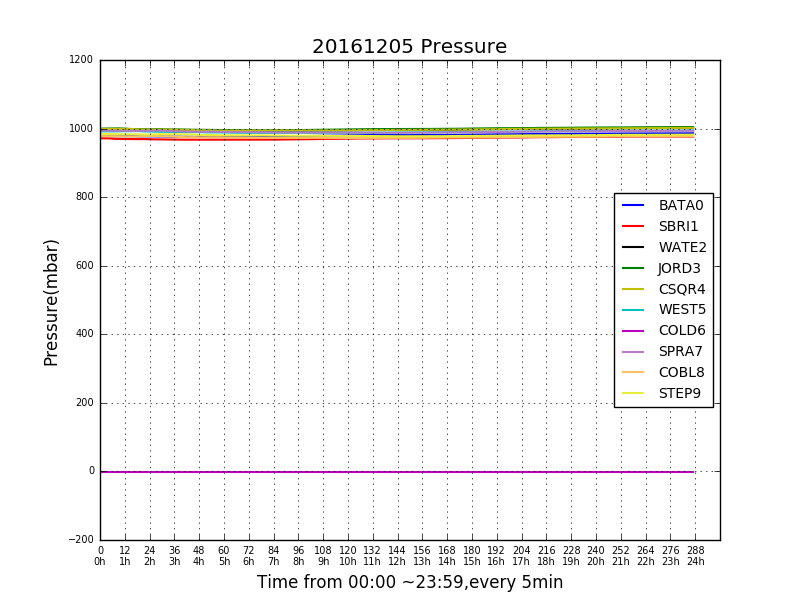 20161205 Pressure
1200
1000
800
600
400
200
0
−200
Pressure(mbar)
BATA0
SBRI1
WATE2
JORD3
CSQR4
WEST5
COLD6
SPRA7
COBL8
STEP9
0 12 24 36 48 60 72 84 96 108 120 132 144 156 168 180 192 204 216 228 240 252 264 276 288
0h 1h 2h 3h 4h 5h 6h 7h 8h 9h 10h 11h 12h 13h 14h 15h 16h 17h 18h 19h 20h 21h 22h 23h 24h
Time from 00:00 ~23:59,every 5min